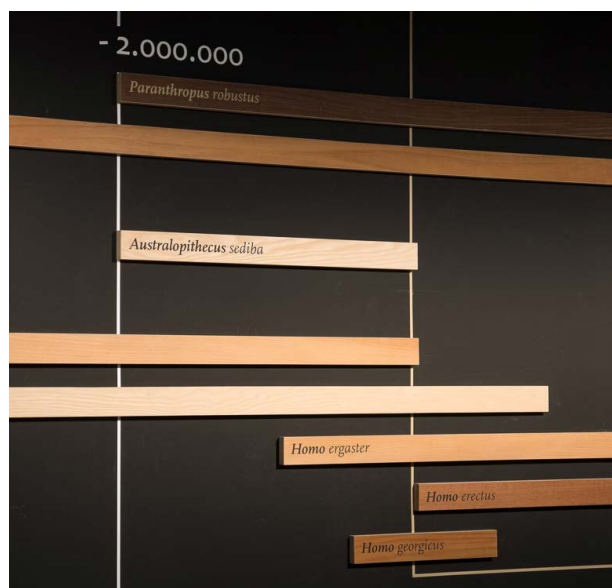 - 2.000.000
Paranthropus robustus
Australopithecus sediba
Homo ergaster
Homo erectus
Homo georgicus